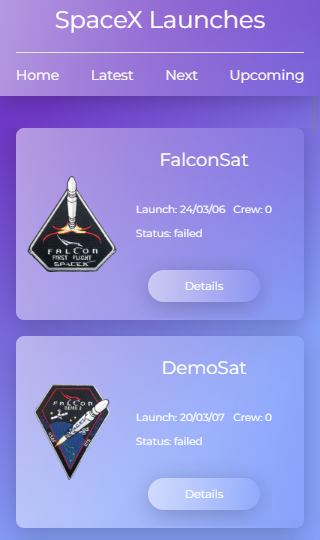 SpaceX Launches
Home Latest Next Upcoming
FalconSat
Launch: 24/03/06 Crew: 0
Status: failed
FALCON
FIRST FLIGHT
SPACEX
Details
DemoSat
Launch: 20/03/07 Crew: 0
Status: failed
FALCON
DEMO 2
Details